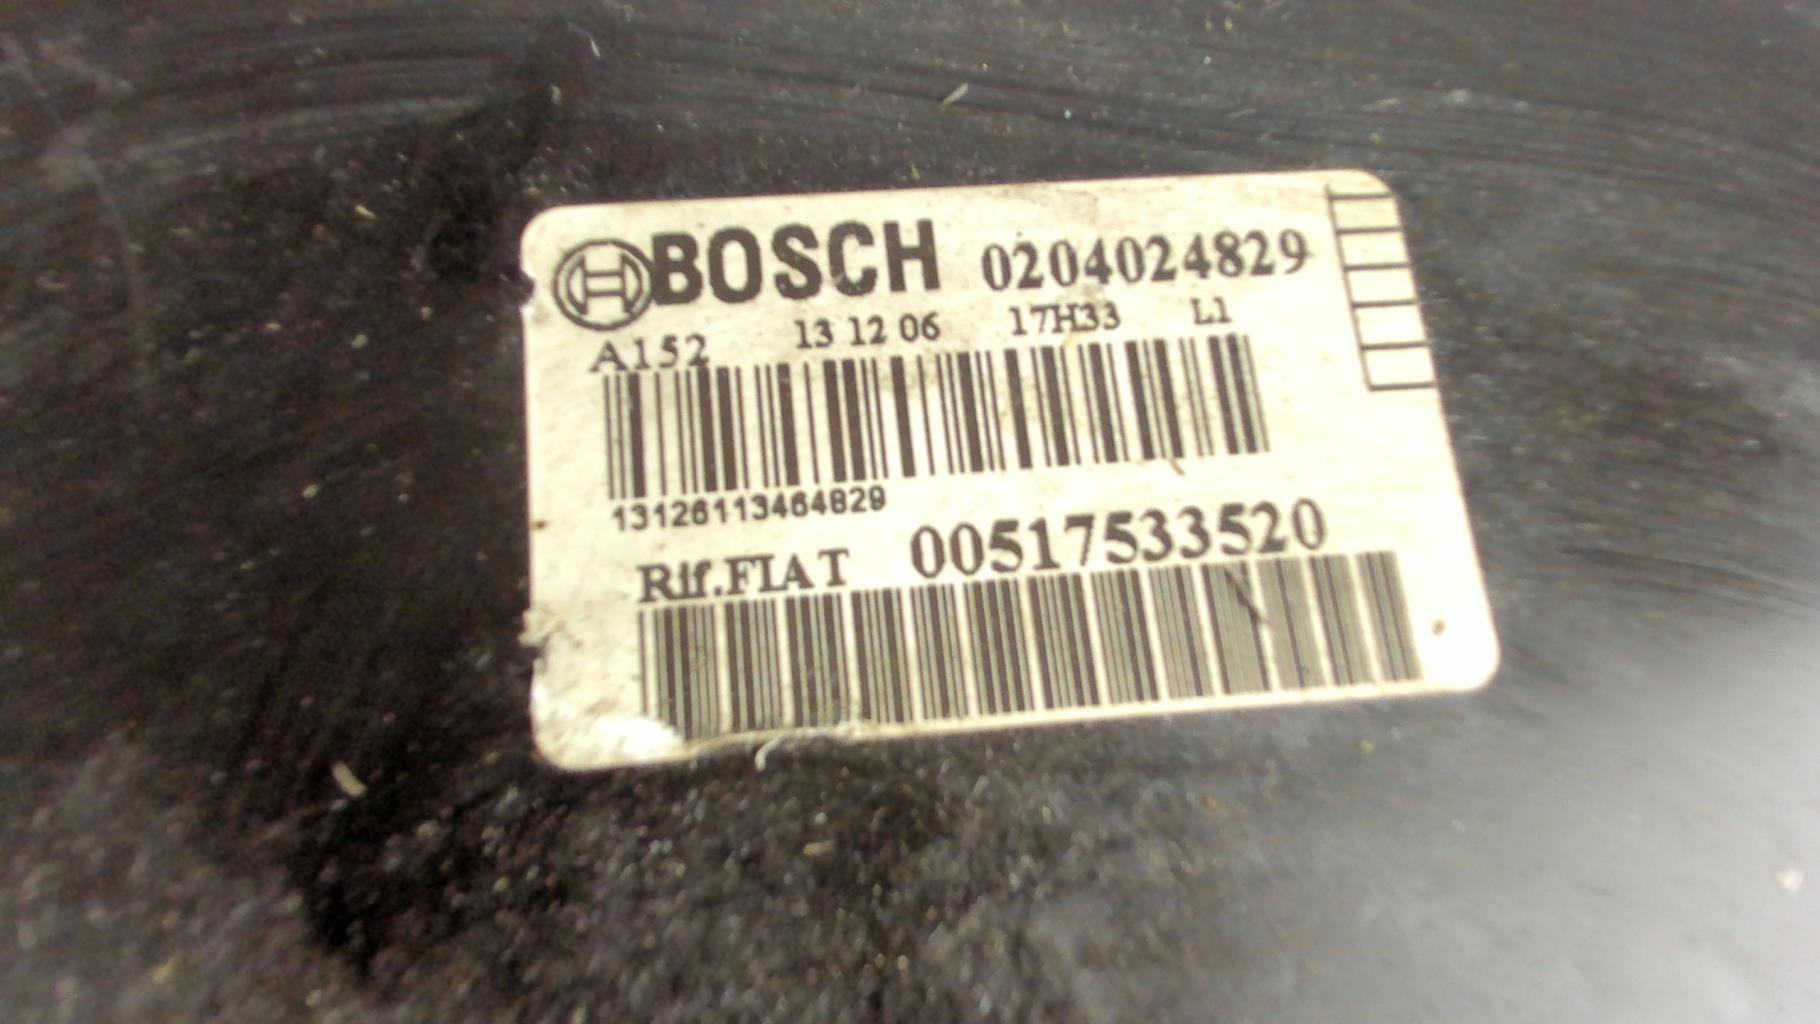 BOSCH 0204024829
A152 13 12 06 17H33 L1
13126113464829
Rif.FIAT 00517533520